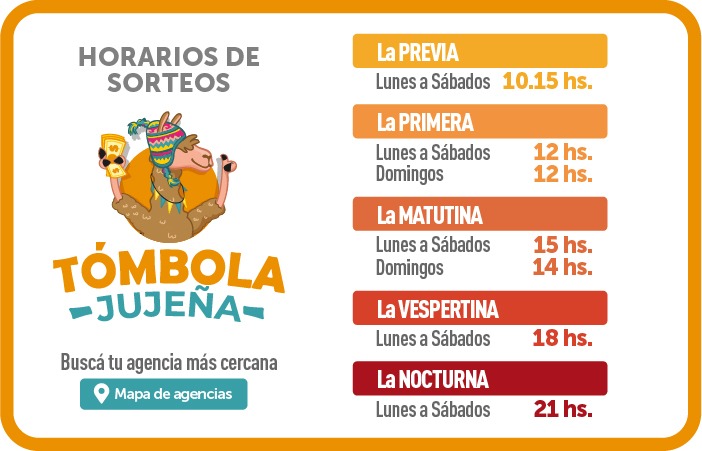 HORARIOS DE
SORTEOS
TÓMBOLA
JUJEÑA
Buscá tu agencia más cercana
Mapa de agencias
La PREVIA
Lunes a Sábados 10.15 hs.
La PRIMERA
Lunes a Sábados 12 hs.
Domingos 12 hs.
La MATUTINA
Lunes a Sábados 15 hs.
Domingos 14 hs.
La VESPERTINA
Lunes a Sábados 18 hs.
La NOCTURNA
Lunes a Sábados 21 hs.